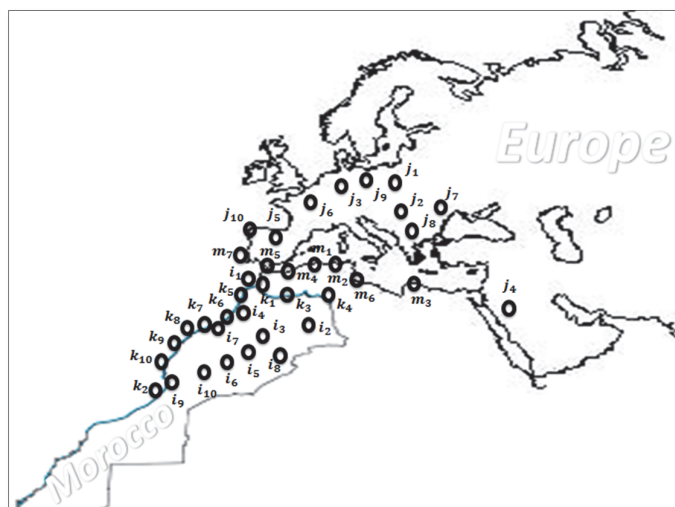 Europe
j₁
j₉
j₃
j₆
j₂
j₇
j₈
j₅
j₁₀
m₇
m₅
m₁
m₄
m₂
m₆
m₃
j₄
i₁
k₅
k₁
k₃
k₄
k₆
i₄
k₇
k₈
i₇
i₃
i₂
k₉
k₁₀
i₅
i₈
i₆
i₁₀
i₉
k₂
Morocco